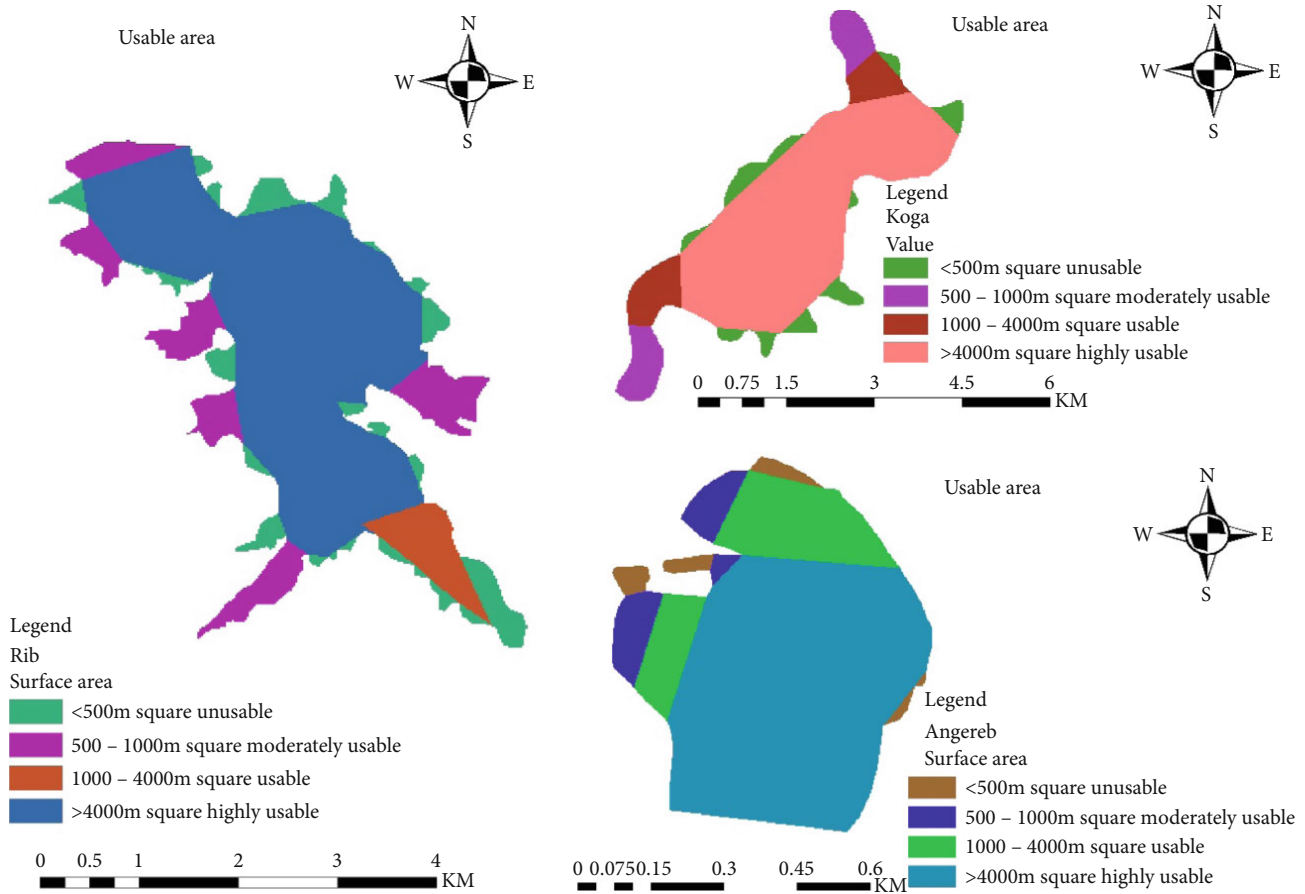 Usable area
N
W
E
S
Legend
Rib
Surface area
<500m square unusable
500 – 1000m square moderately usable
1000 – 4000m square usable
>4000m square highly usable
0 0.5 1 2 3 4
KM
Usable area
N
W
E
S
Legend
Koga
Value
<500m square unusable
500 – 1000m square moderately usable
1000 – 4000m square usable
>4000m square highly usable
0 0.75 1.5 3 4.5 6
KM
Usable area
N
W
E
S
Legend
Angereb
Surface area
<500m square unusable
500 – 1000m square moderately usable
1000 – 4000m square usable
>4000m square highly usable
0 0.075 0.15 0.3 0.45 0.6
KM